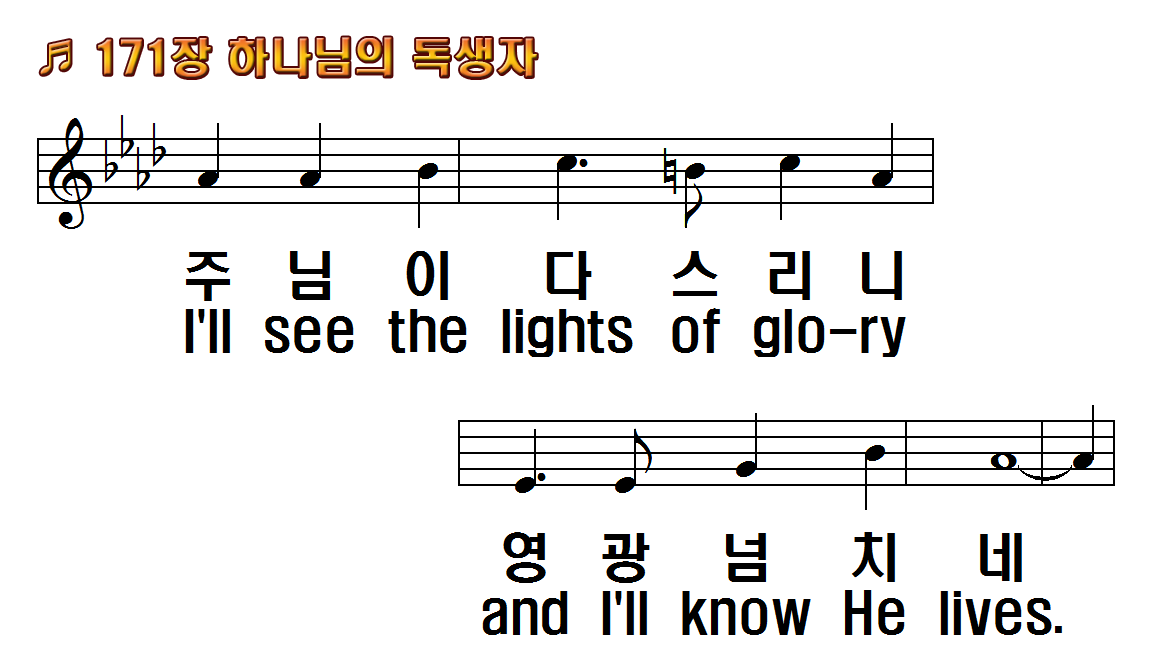 ♬ 171장 하나님의 독생자
주 님 이 다 스 리 니
I'll see the lights of glo-ry
영 광 넘 치 네
and I'll know He lives.